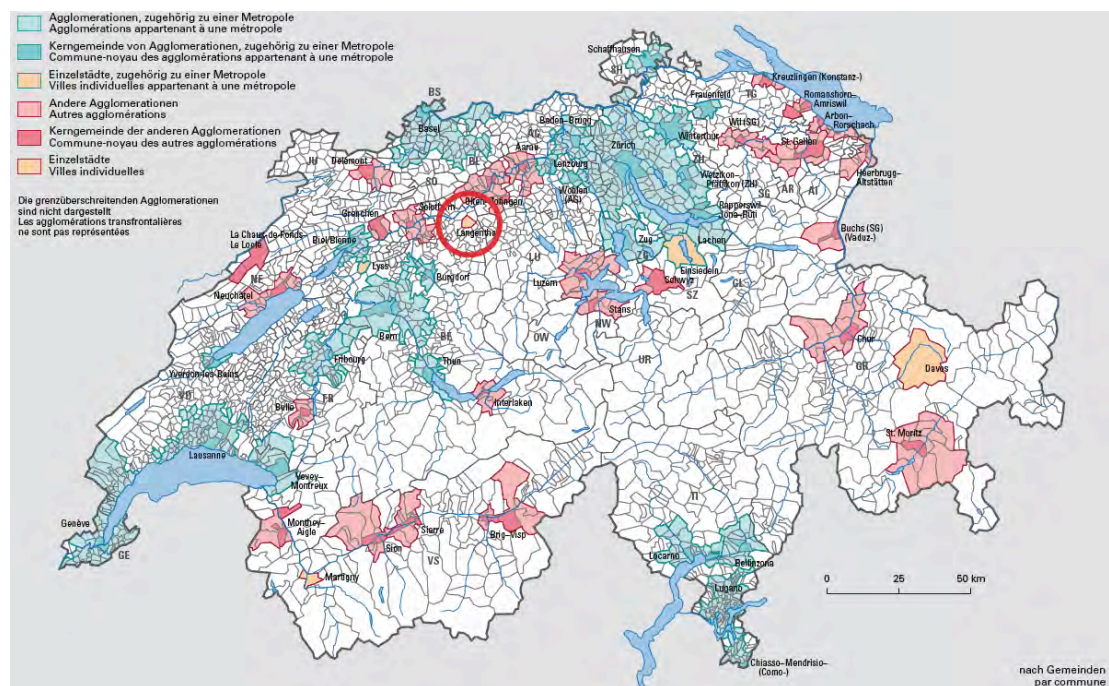 Agglomerationen, zugehörig zu einer Metropole
Agglomérations appartenant à une métropole
Kerngemeinde von Agglomerationen, zugehörig zu einer Metropole
Commune-noyau des agglomérations appartenant à une métropole
Einzelstädte, zugehörig zu einer Metropole
Villes individuelles appartenant à une métropole
Andere Agglomerationen
Autres agglomérations
Kerngemeinde der anderen Agglomerationen
Commune-noyau des autres agglomérations
Einzelstädte
Villes individuelles
Die grenzüberschreitenden Agglomerationen
sind nicht dargestellt
Les agglomérations transfrontalières
ne sont pas représentées
Schaffhausen
SH
Kreuzlingen (Konstanz-)
TG
Romanshorn-
Amriswil
Frauenfeld
Arbon-
Rorschach
BS
Basel
Baden-Brugg
Winterthur
Wil (SG)
St. Gallen
AG
Zürich
ZH
JU
Delémont
BL
Aarau
Lenzburg
Heerbrugg-
Altstätten
SO
Wohlen
(AG)
Wetzikon-
Pfäffikon (ZH)
SG
AR
AI
Olten-Zofingen
Rapperswil-
Jona-Rüti
Solothurn
Grenchen
Langenthal
Buchs (SG)
(Vaduz-)
La Chaux-de-Fonds-
Le Locle
Biel/Bienne
Zug
ZG
Lachen
LU
Lyss
Burgdorf
Einsiedeln
NE
Neuchâtel
Luzern
Schwyz
SZ
GL
Stans
NW
Bern
BE
OW
UR
Chur
GR
Davos
Fribourg
Thun
Yverdon-les-Bains
VD
FR
Bulle
Interlaken
St. Moritz
Lausanne
Vevey-
Montreux
TI
Genève
GE
Monthey-
Aigle
Sierre
Sion
Brig-Visp
VS
Locarno
Bellinzona
Martigny
Lugano
0 25 50 km
Chiasso-Mendrisio-
(Como-)
nach Gemeinden
par commune